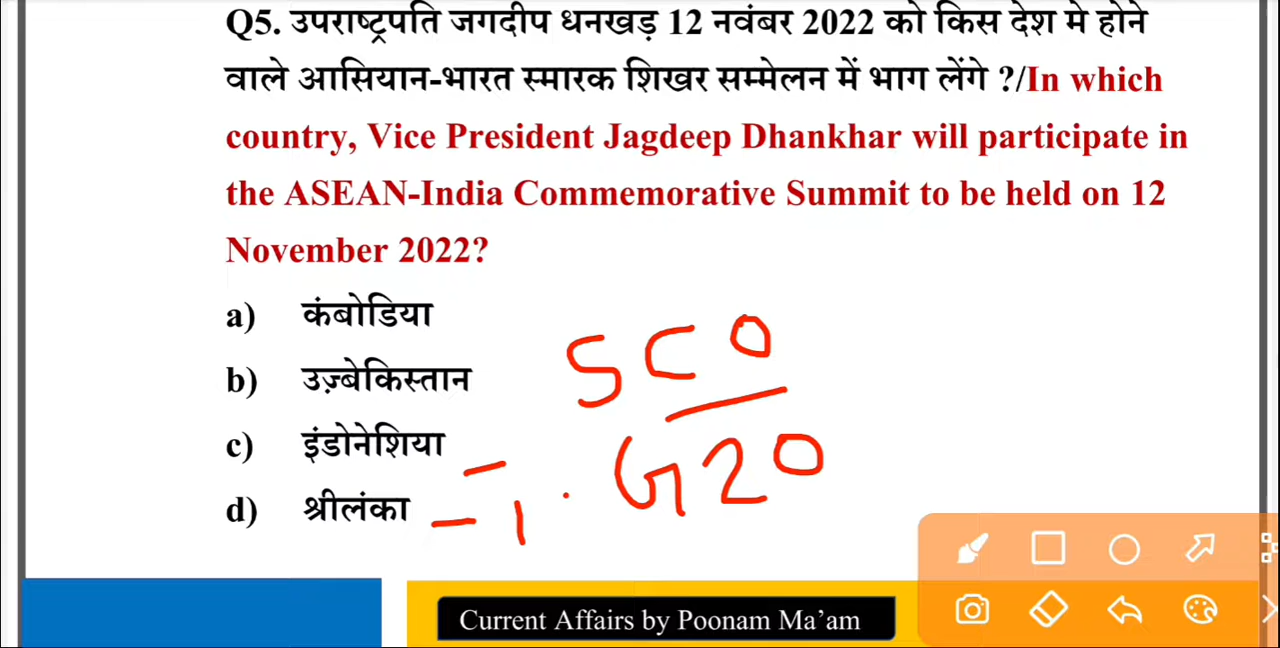 Q5. उपराष्ट्रपति जगदीप धनखड़ 12 नवंबर 2022 को किस देश मे होने
वाले आसियान-भारत स्मारक शिखर सम्मेलन में भाग लेंगे ?/In which
country, Vice President Jagdeep Dhankhar will participate in
the ASEAN-India Commemorative Summit to be held on 12
November 2022?
a) कंबोडिया
b) उज़्बेकिस्तान
c) इंडोनेशिया
d) श्रीलंका
SCO
G20
Current Affairs by Poonam Ma’am